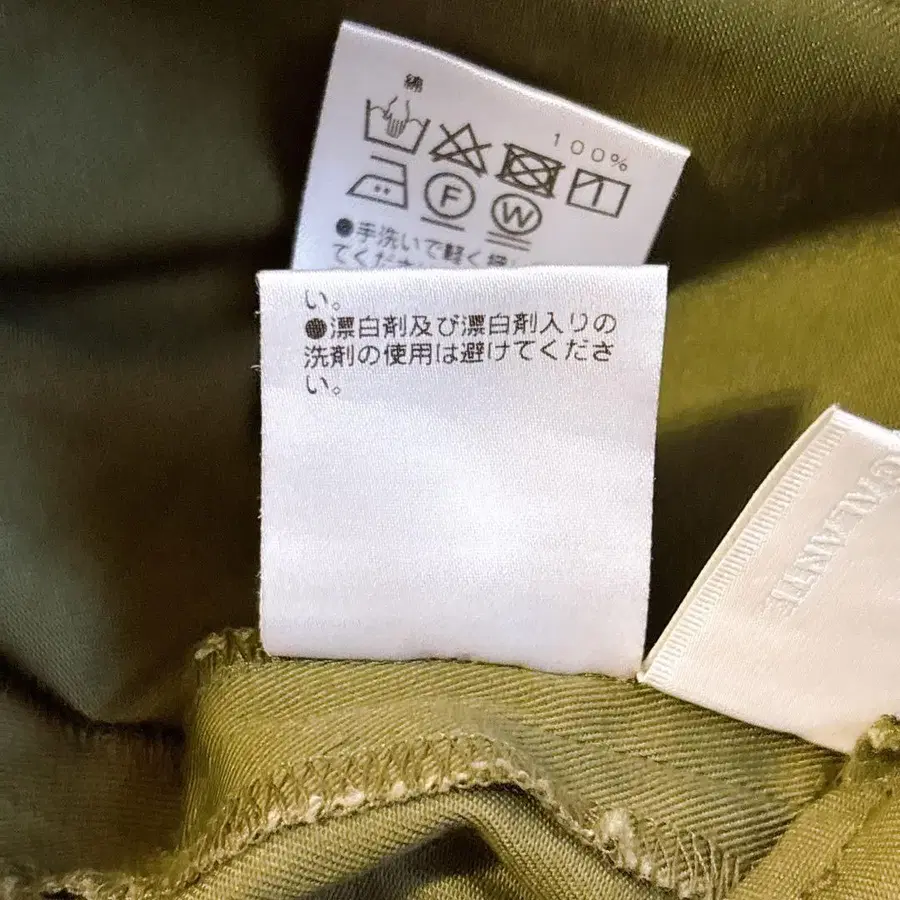 綿
100%
F W
●手洗いで軽く
てくださ
い。
●漂白剤及び漂白剤入りの
洗剤の使用は避けてくださ
い。
GALANTE